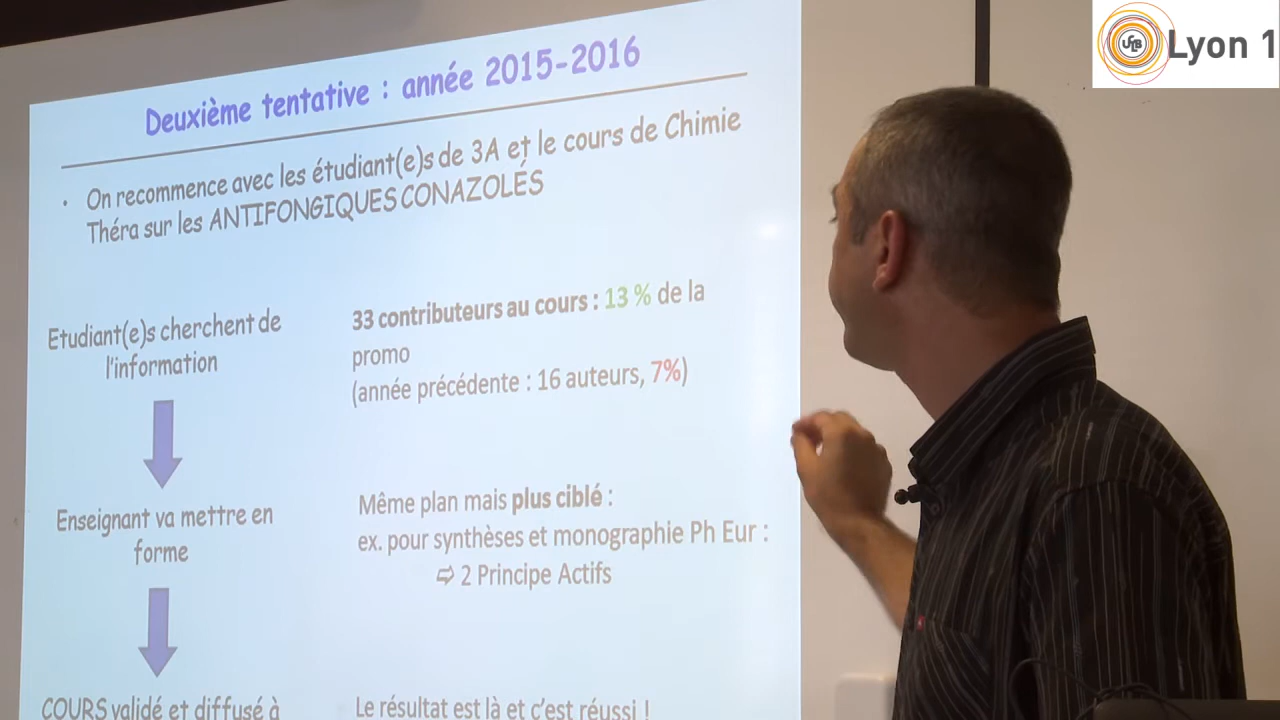 Lyon 1
Deuxième tentative : année 2015-2016
• On recommence avec les étudiant(e)s de 3A et le cours de Chimie
Théra sur les ANTIFONGIQUES CONAZOLÉS
Etudiant(e)s cherchent de
l'information
33 contributeurs au cours : 13 % de la
promo
(année précédente : 16 auteurs, 7%)
Enseignant va mettre en
forme
Même plan mais plus ciblé :
ex. pour synthèses et monographie Ph Eur :
⇨ 2 Principe Actifs
COURS validé et diffusé à
Le résultat est là et c'est réussi !